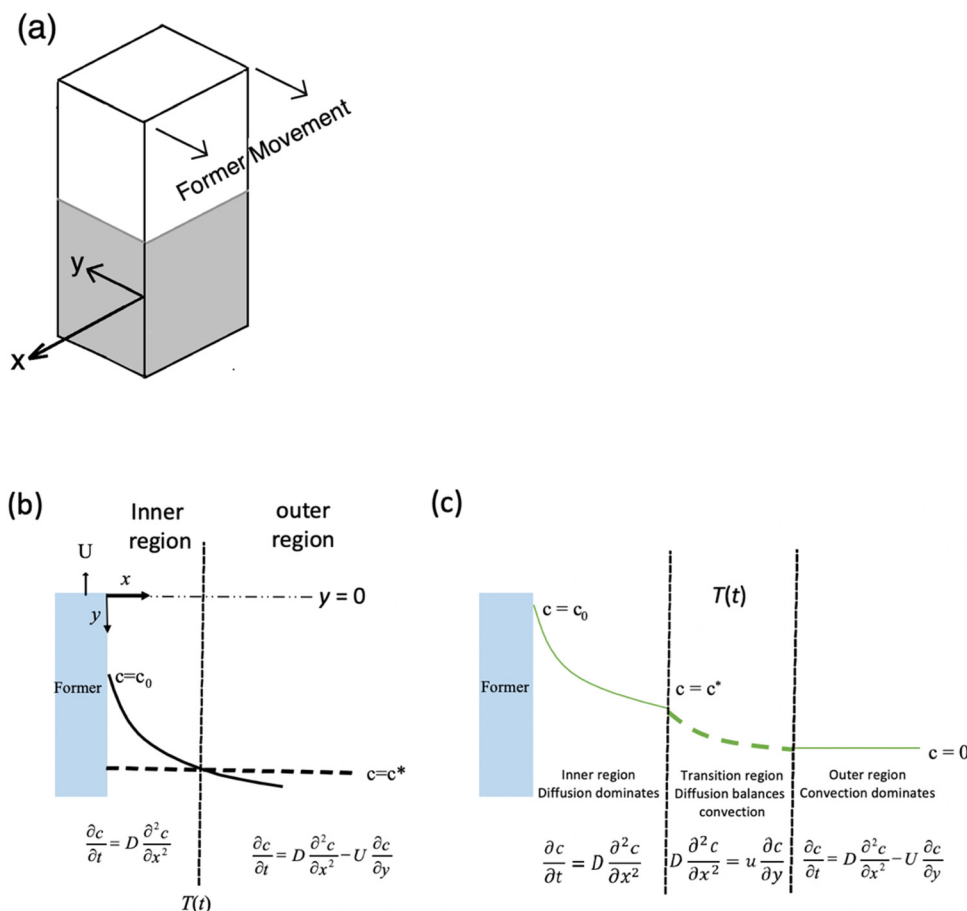 (a)
Former Movement
y
x
(b)
Inner
region
outer
region
U
x
y = 0
y
c=c₀
Former
c=c*
∂c/∂t = D ∂²c/∂x²
∂c/∂t = D ∂²c/∂x² − U ∂c/∂y
T(t)
(c)
T(t)
c = c₀
Former
c = c*
c = 0
Inner region
Diffusion dominates
Transition region
Diffusion balances
convection
Outer region
Convection dominates
∂c/∂t = D ∂²c/∂x²
D ∂²c/∂x² = u ∂c/∂y
∂c/∂t = D ∂²c/∂x² − U ∂c/∂y